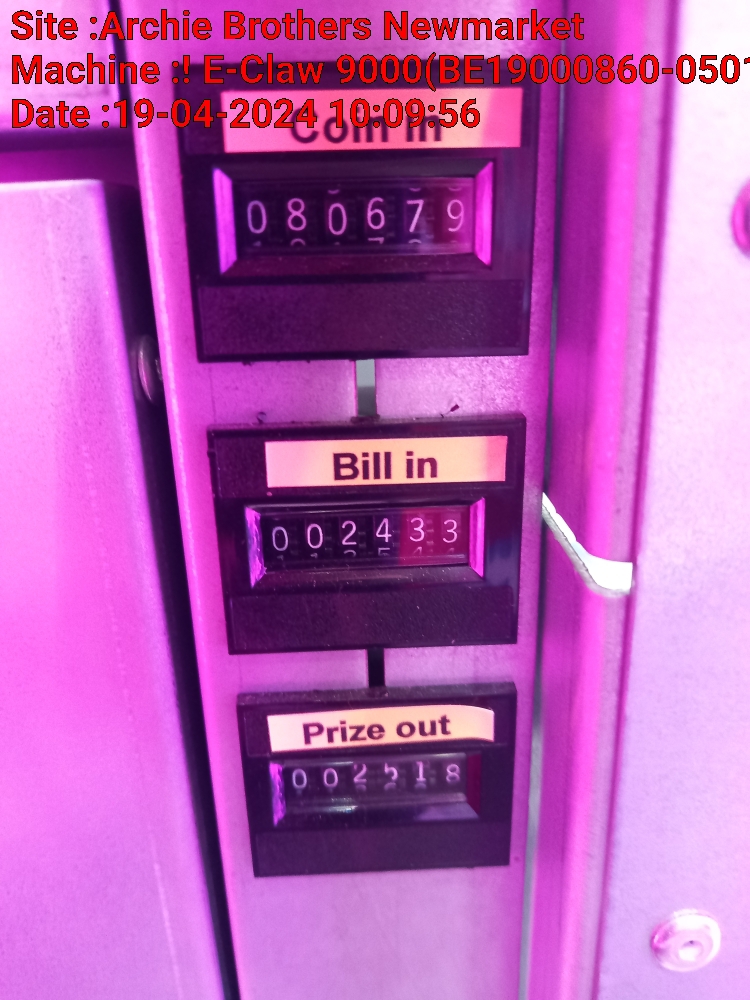 Site :Archie Brothers Newmarket
Machine :! E-Claw 9000(BE19000860-0501
Date :19-04-2024 10:09:56
Coin in
080679
Bill in
002433
Prize out
002518